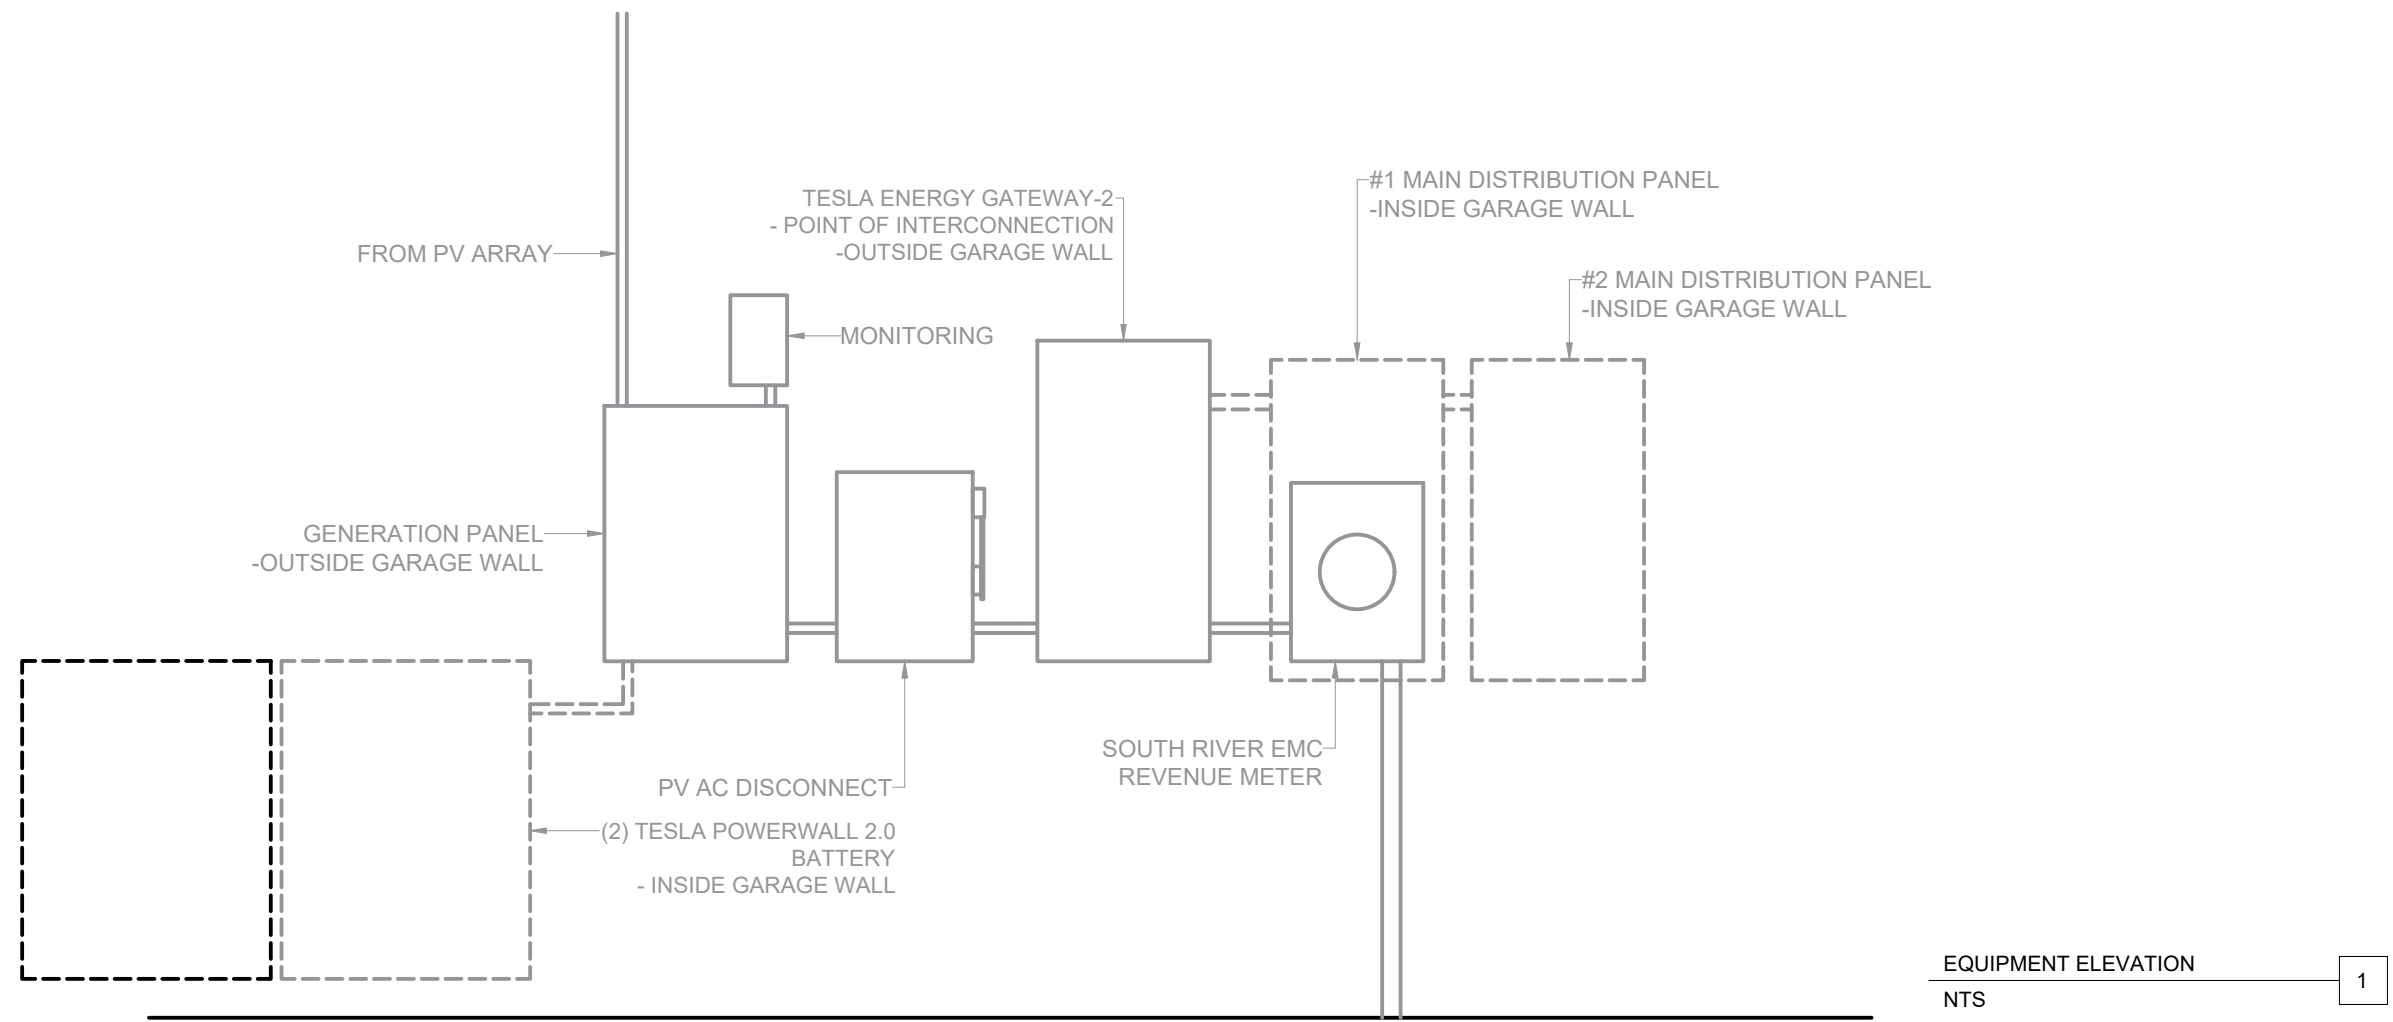 #1 MAIN DISTRIBUTION PANEL
-INSIDE GARAGE WALL
TESLA ENERGY GATEWAY-2
- POINT OF INTERCONNECTION
-OUTSIDE GARAGE WALL
FROM PV ARRAY
#2 MAIN DISTRIBUTION PANEL
-INSIDE GARAGE WALL
MONITORING
GENERATION PANEL
-OUTSIDE GARAGE WALL
SOUTH RIVER EMC
REVENUE METER
PV AC DISCONNECT
(2) TESLA POWERWALL 2.0
BATTERY
- INSIDE GARAGE WALL
EQUIPMENT ELEVATION
1
NTS